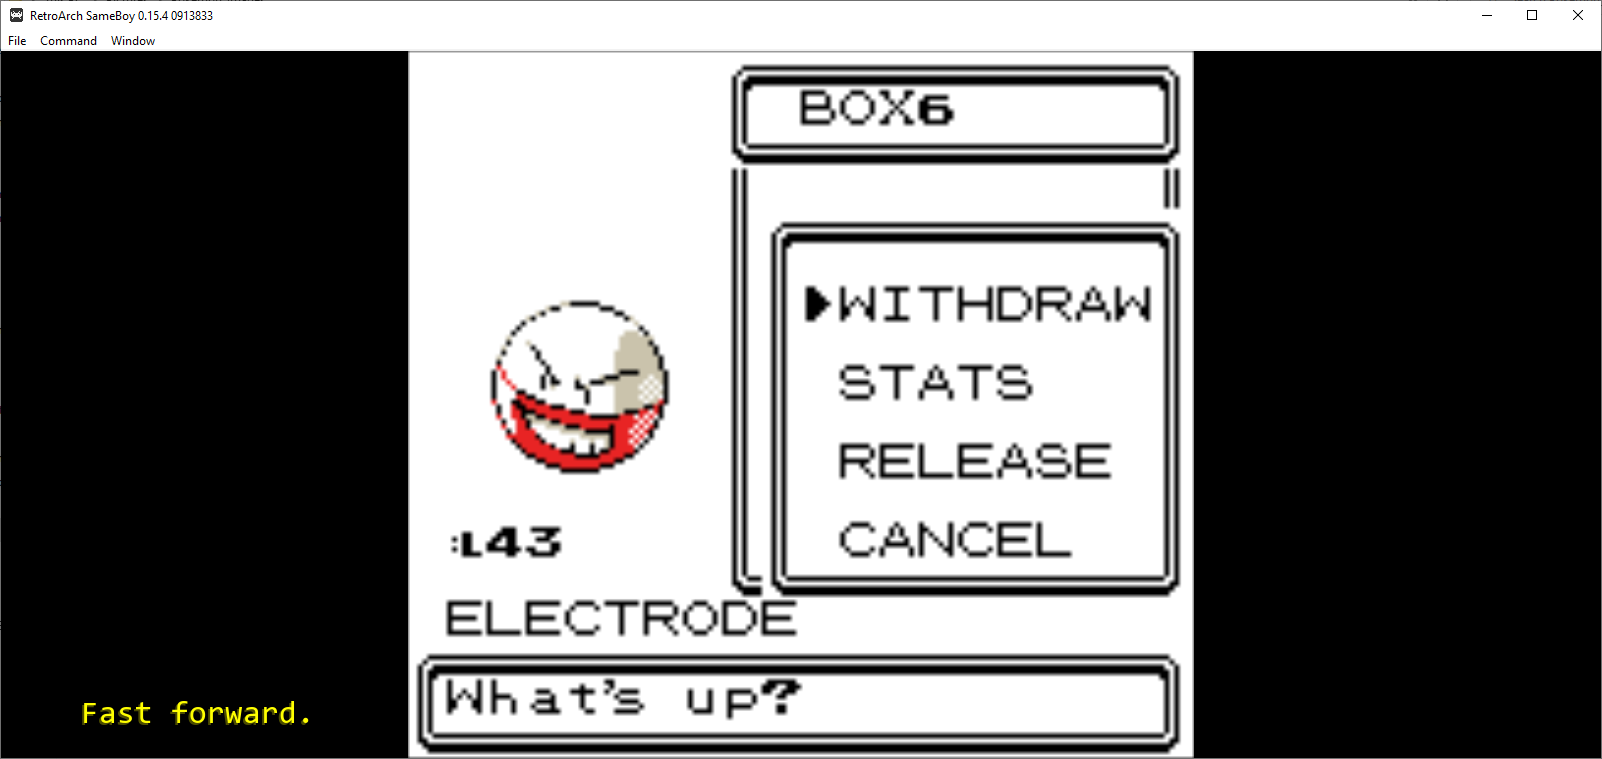 RetroArch SameBoy 0.15.4 0913833
File Command Window
BOX6
WITHDRAW
STATS
RELEASE
CANCEL
:L43
ELECTRODE
What's up?
Fast forward.